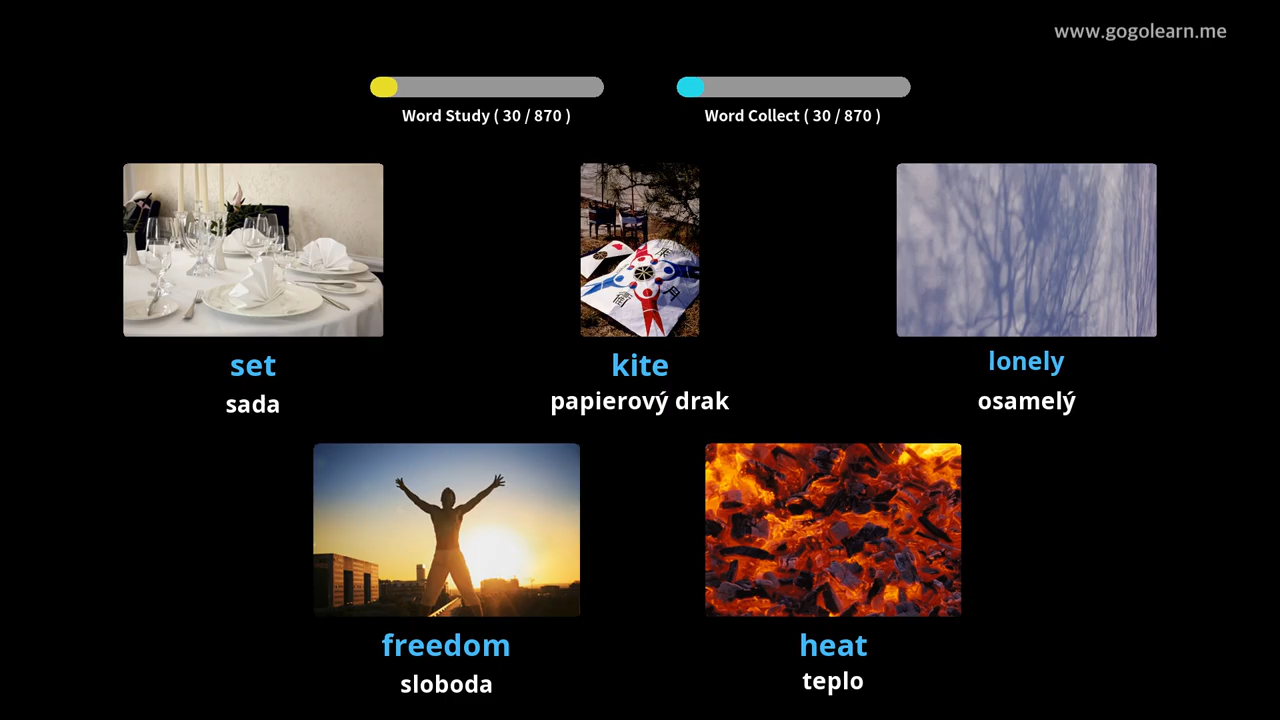 www.gogolearn.me
Word Study ( 30 / 870 )
Word Collect ( 30 / 870 )
set
kite
lonely
sada
papierový drak
osamelý
freedom
heat
sloboda
teplo